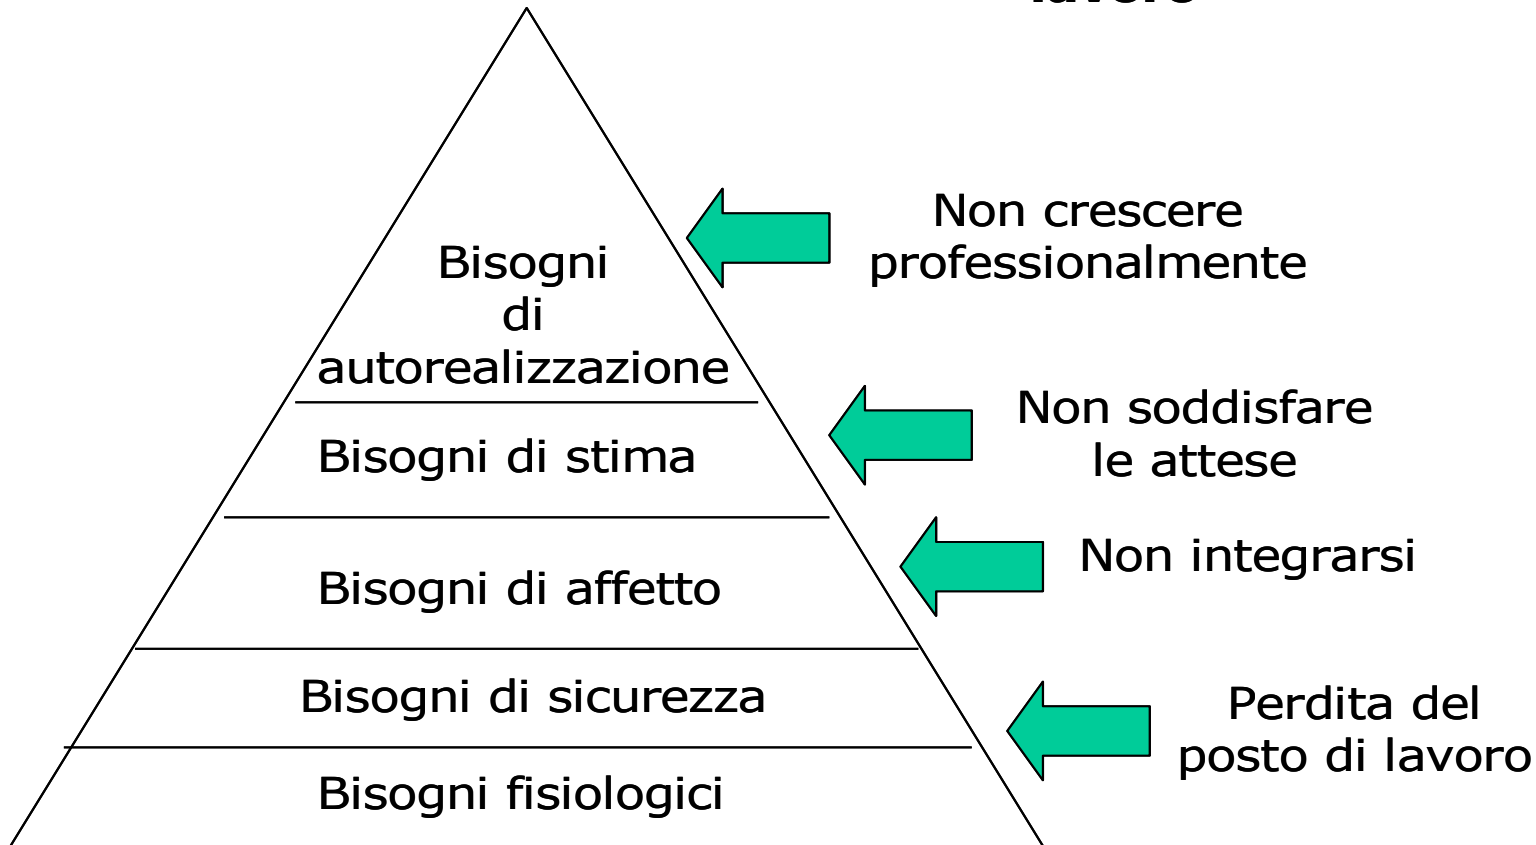 Non crescere
professionalmente
Bisogni
di
autorealizzazione
Non soddisfare
le attese
Bisogni di stima
Non integrarsi
Bisogni di affetto
Perdita del
posto di lavoro
Bisogni di sicurezza
Bisogni fisiologici